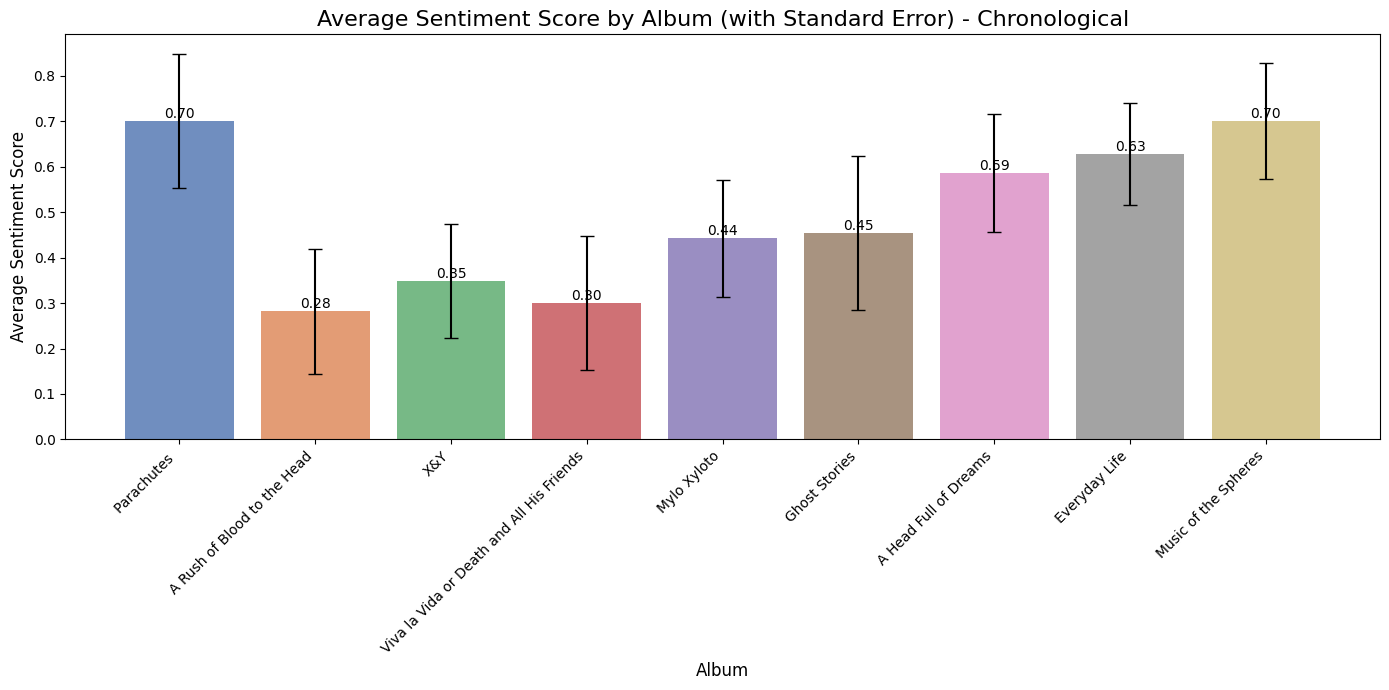 Average Sentiment Score by Album (with Standard Error) - Chronological
Average Sentiment Score
0.8
0.7
0.6
0.5
0.4
0.3
0.2
0.1
0.0
0.70
0.28
0.35
0.30
0.44
0.45
0.59
0.63
0.70
Parachutes
A Rush of Blood to the Head
X&Y
Viva la Vida or Death and All His Friends
Mylo Xyloto
Ghost Stories
A Head Full of Dreams
Everyday Life
Music of the Spheres
Album